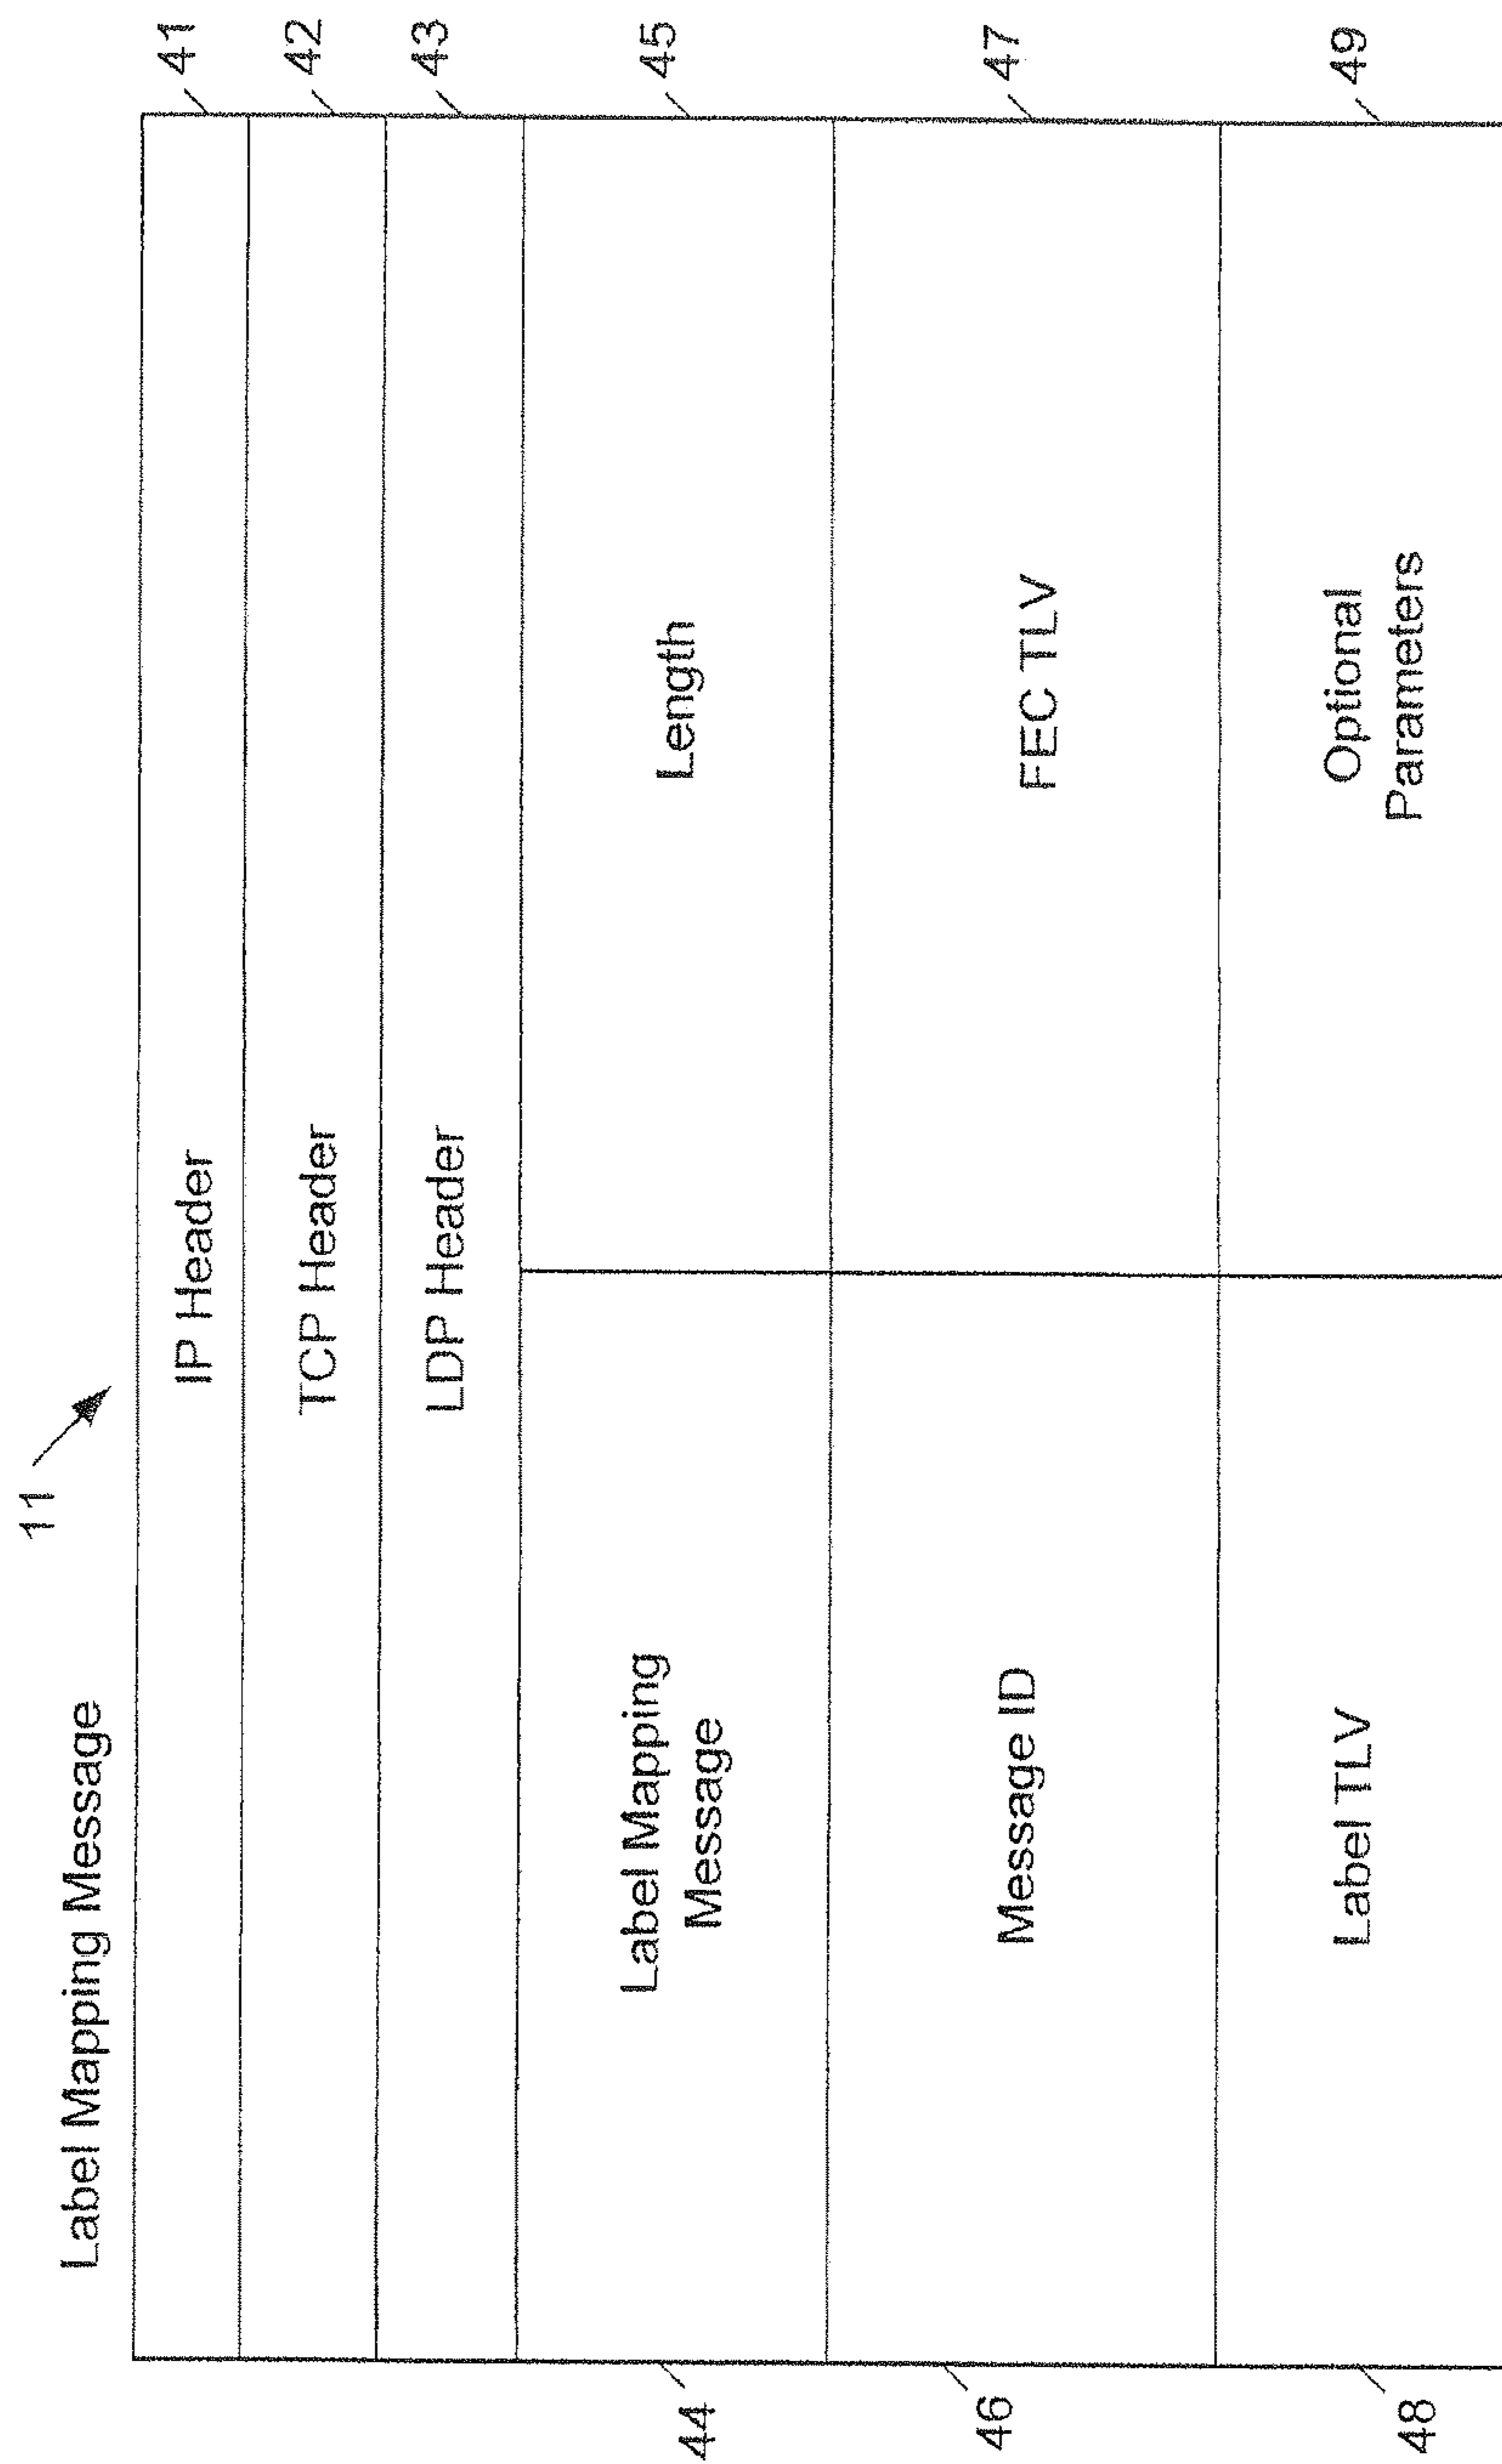 Label Mapping Message
11
IP Header
41
TCP Header
42
LDP Header
43
44
Label Mapping
Message
Length
45
46
Message ID
FEC TLV
47
48
Label TLV
Optional
Parameters
49